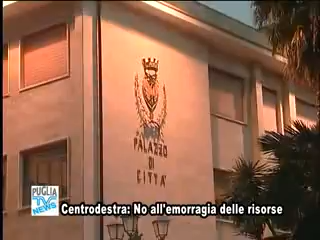 PALAZZO
DI
CITTÀ
PUGLIA
TV
NEWS
Centrodestra: No all'emorragia delle risorse